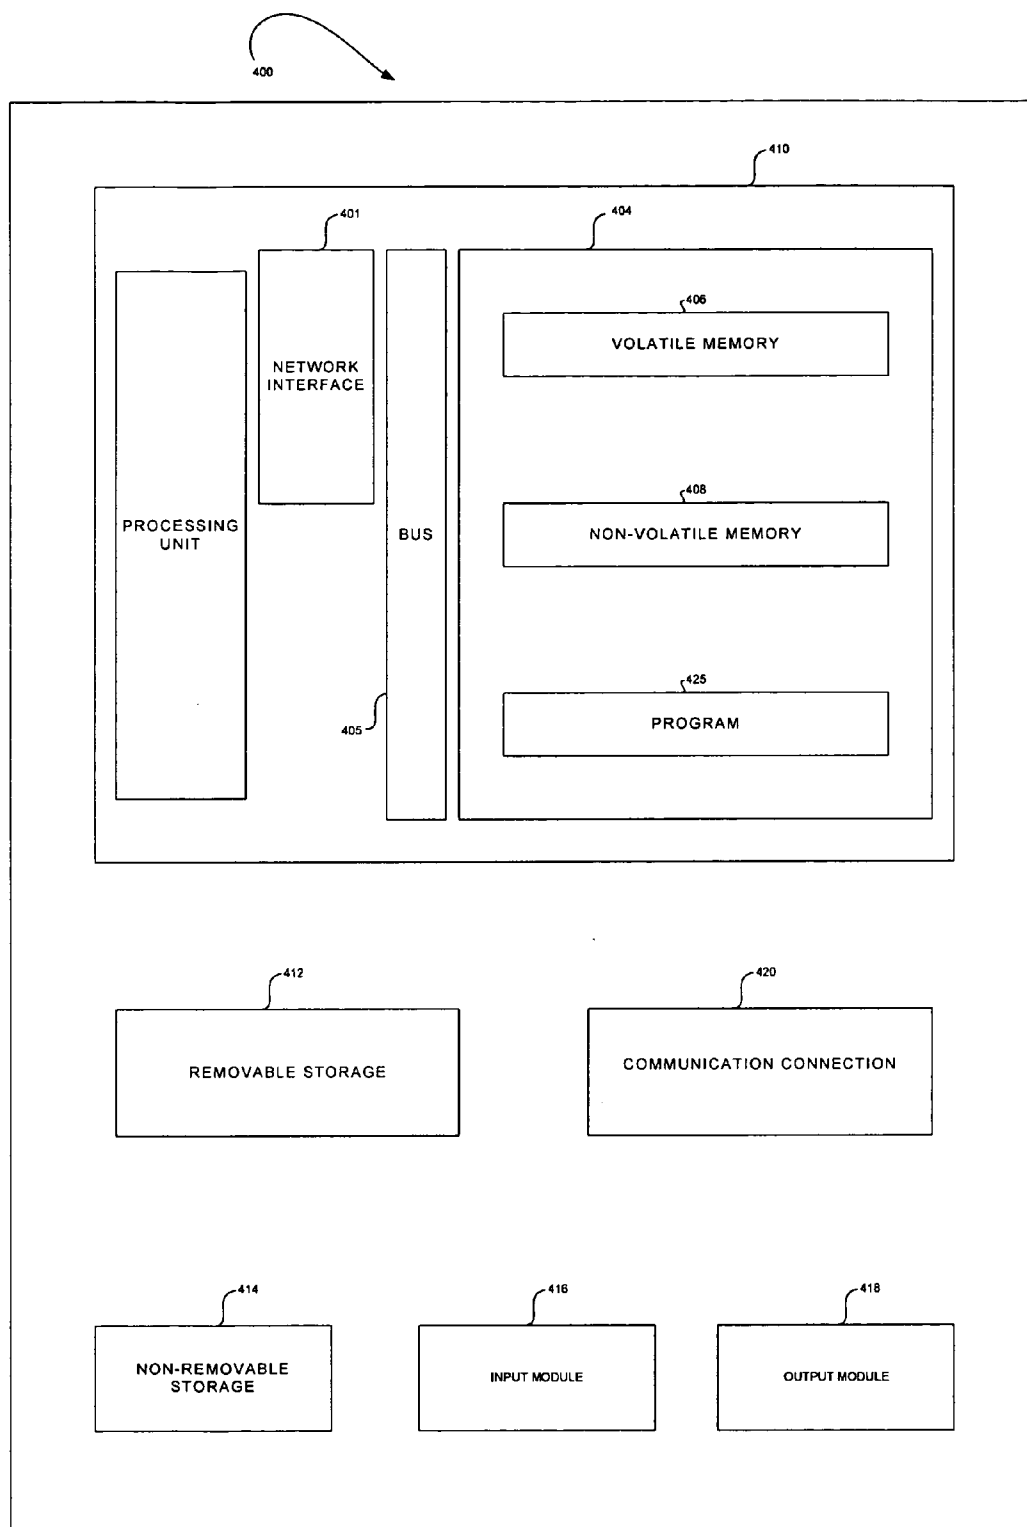 400
410
401
404
406
VOLATILE MEMORY
NETWORK
INTERFACE
408
PROCESSING
UNIT
BUS
NON-VOLATILE MEMORY
425
PROGRAM
405
412
420
REMOVABLE STORAGE
COMMUNICATION CONNECTION
414
416
418
NON-REMOVABLE
STORAGE
INPUT MODULE
OUTPUT MODULE